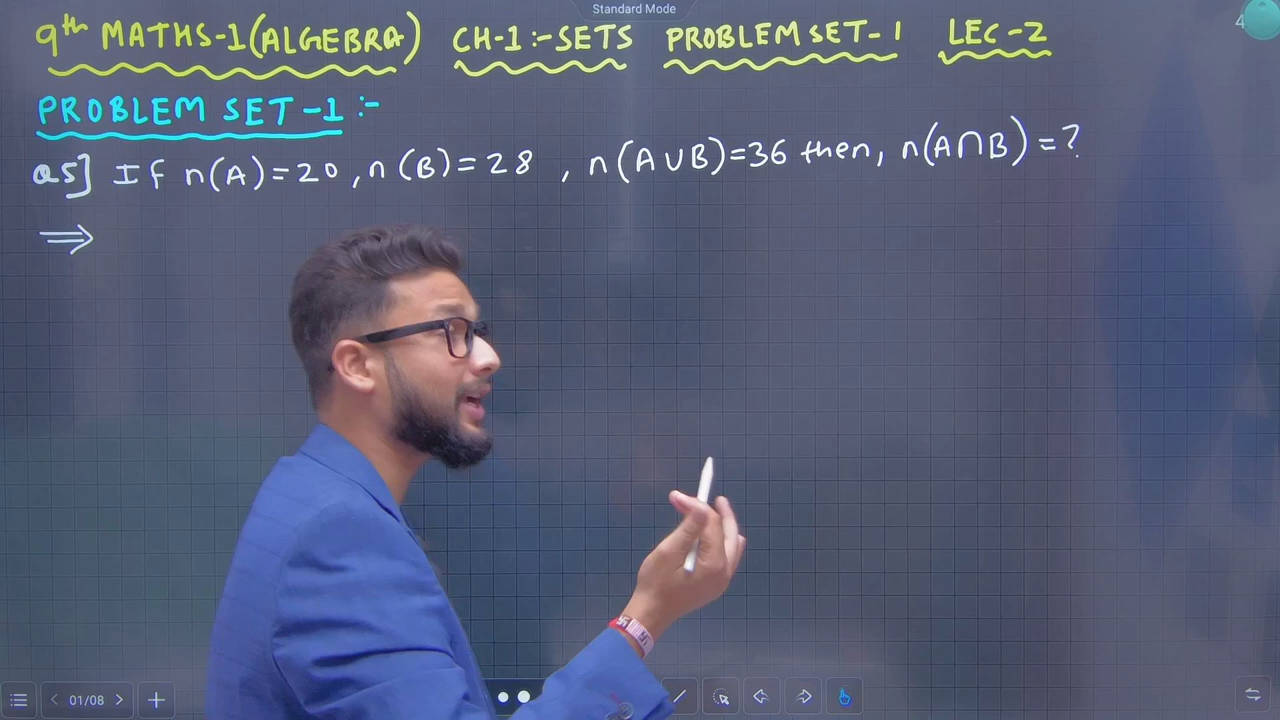 Standard Mode
4
9th MATHS-1(ALGEBRA) CH-1:-SETS PROBLEM SET-1 LEC-2
PROBLEM SET-1:-
Q5] If n(A)=20, n(B)=28, n(A∪B)=36 then, n(A∩B)=?
⇒
01/08